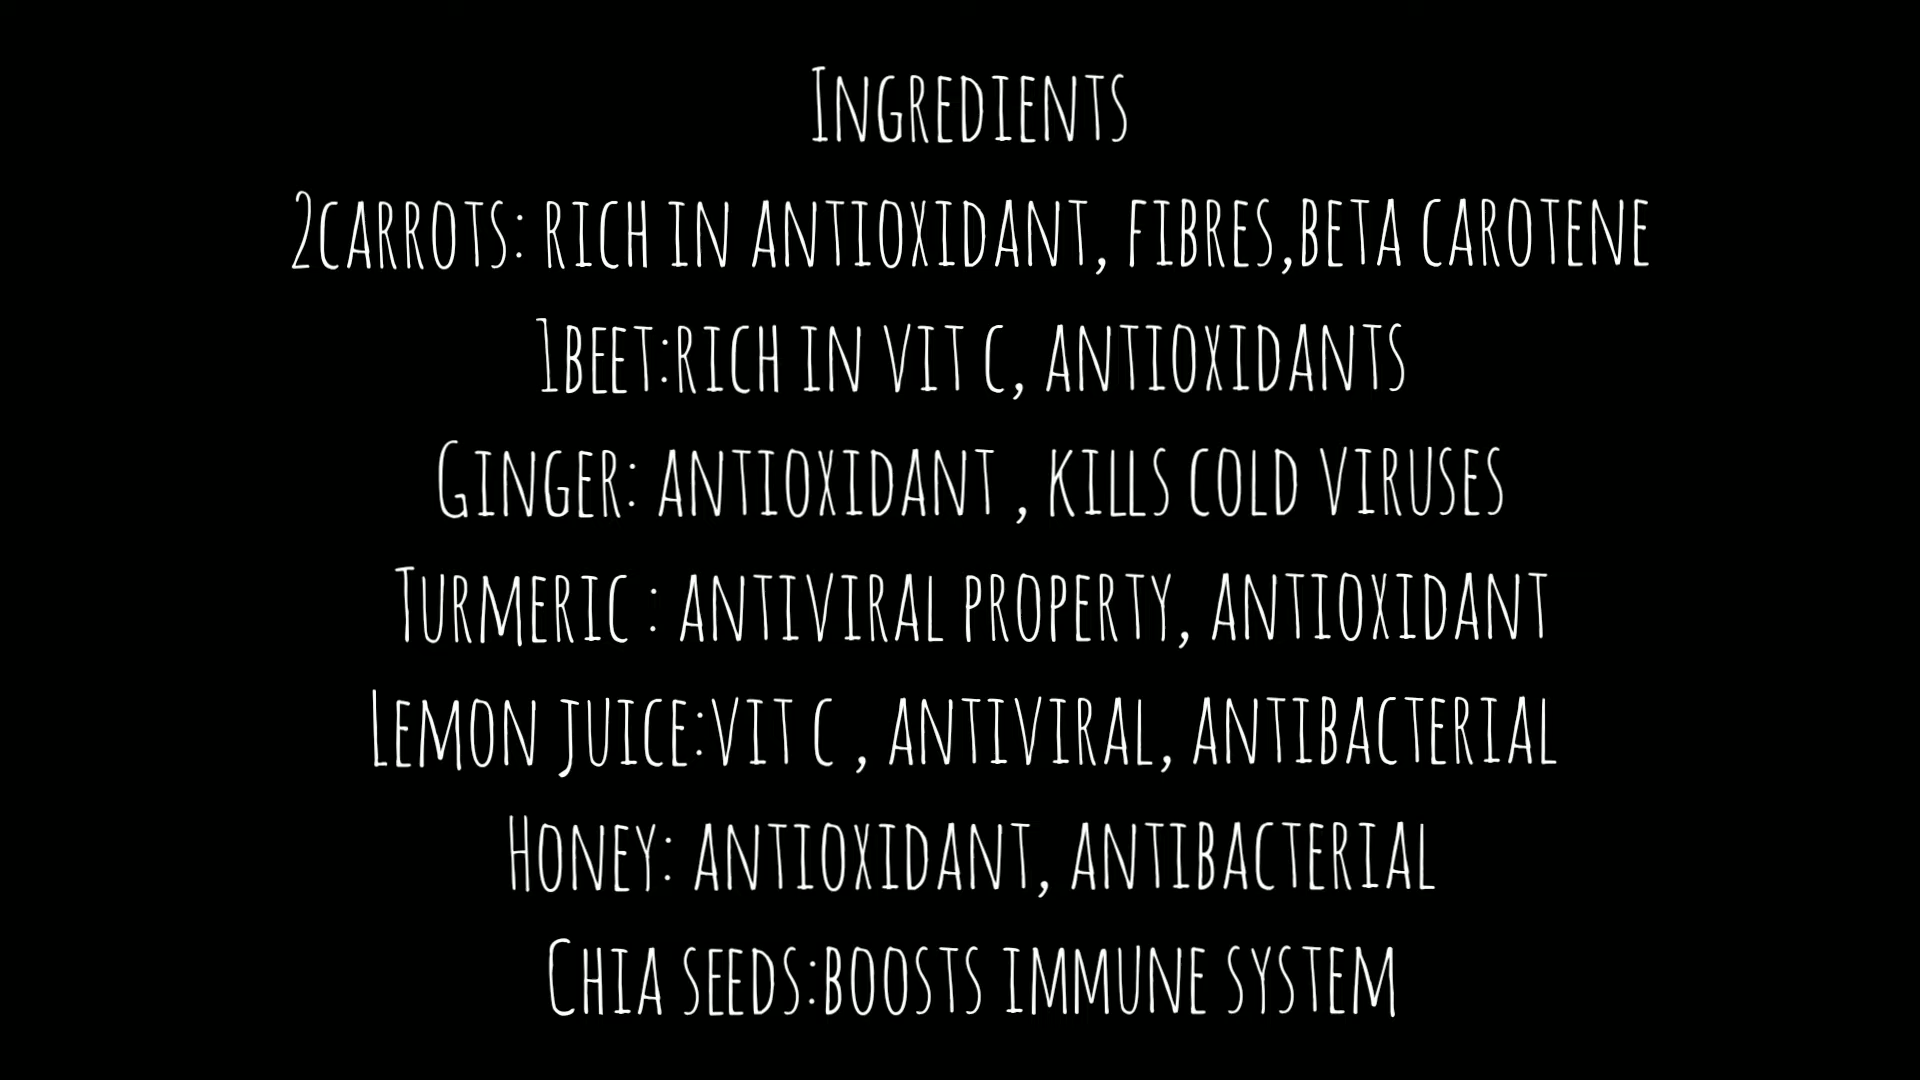 Ingredients
2carrots: rich in antioxidant, fibres,beta carotene
1beet:rich in vit c, antioxidants
Ginger: antioxidant , kills cold viruses
Turmeric : antiviral property, antioxidant
Lemon juice:vit c , antiviral, antibacterial
Honey: antioxidant, antibacterial
Chia seeds:boosts immune system